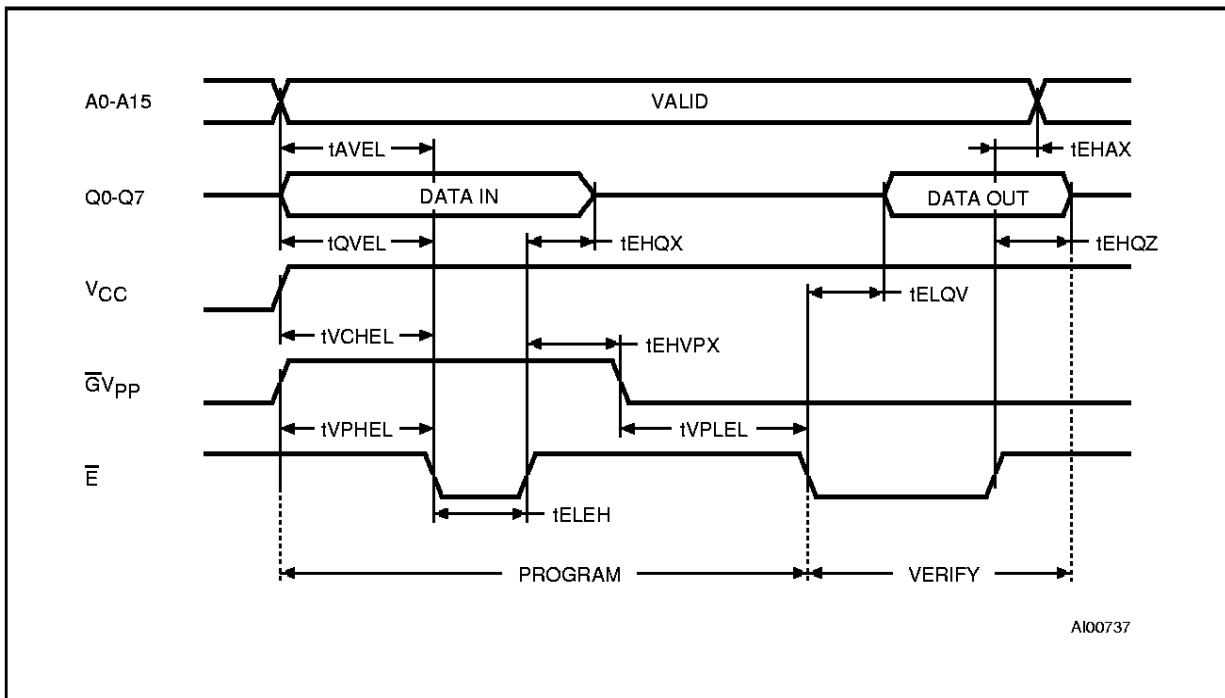 A0-A15
VALID
tAVEL
tEHAX
Q0-Q7
DATA IN
DATA OUT
tQVEL
tEHQX
tEHQZ
VCC
tELQV
tVCHEL
tEHVPX
G̅VPP
tVPHEL
tVPLEL
E̅
tELEH
PROGRAM
VERIFY
AI00737